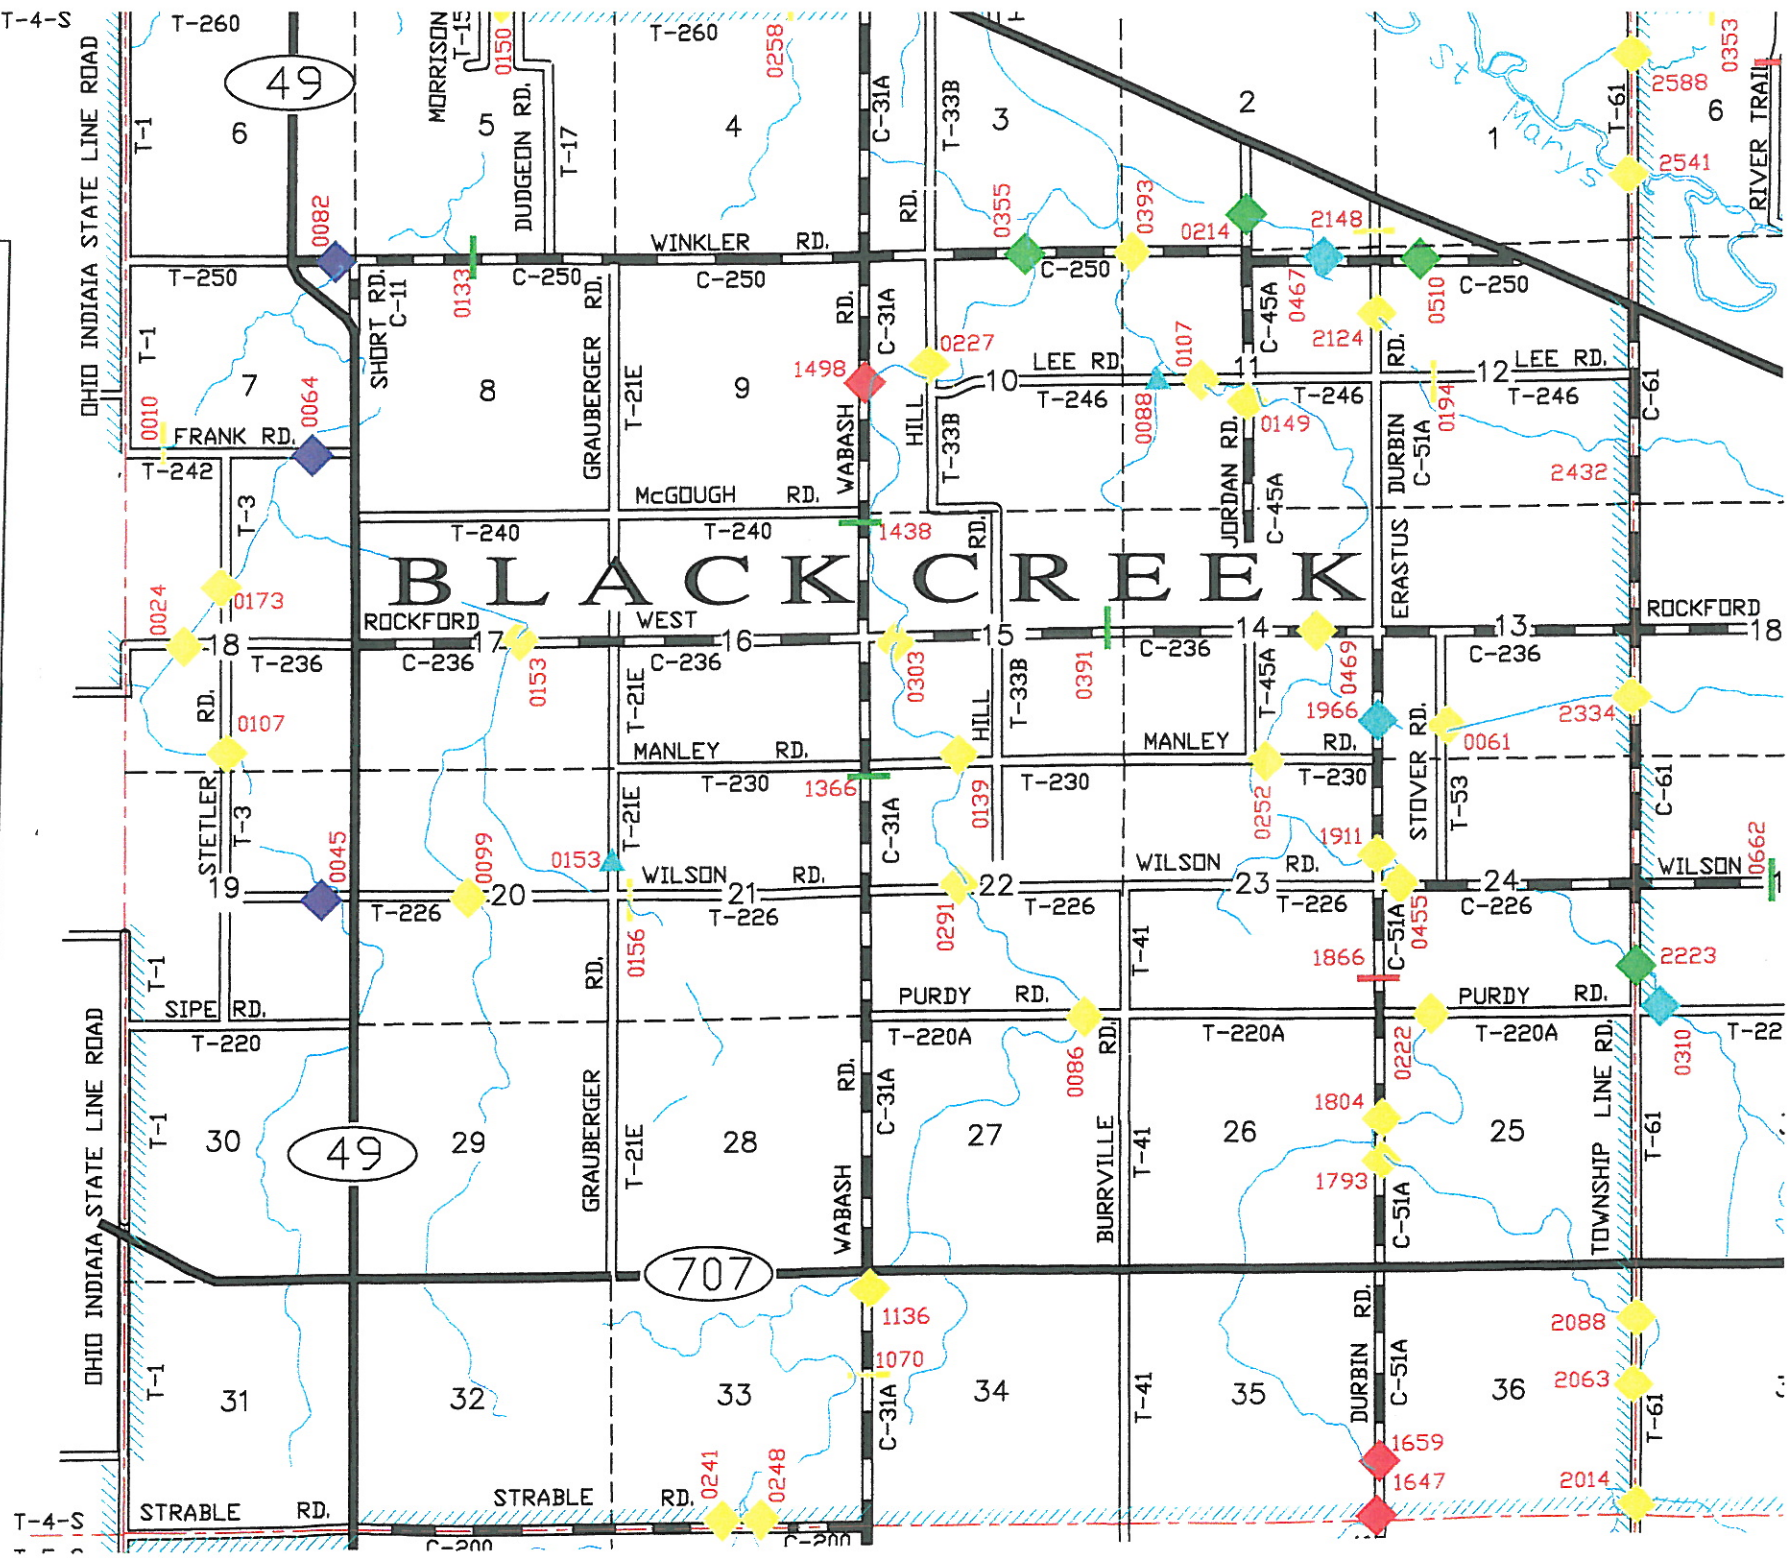 T-4-S
T-260
MORRISON
T-15
0150
T-260
0258
2588
0353
49
C-31A
T-33B
T-61
RIVER TRAIL
OHIO INDIAIA STATE LINE ROAD
T-1
6
5
4
3
2
1
6
St Marys
DUDGEON RD.
T-17
2541
0082
RD.
0355
0393
0214
2148
WINKLER RD.
T-250
0133
C-250
C-250
C-250
0467
0510
C-250
SHORT RD.
C-11
GRAUBERGER RD.
RD.
C-31A
C-45A
2124
RD.
T-1
7
8
T-21E
9
1498
0227
10
LEE RD.
T-246
0107
11
T-246
12
LEE RD.
T-246
C-61
0010
0064
FRANK RD.
T-242
WABASH
HILL
T-33B
0088
0149
JORDAN RD.
C-45A
DURBIN
C-51A
0194
2432
T-3
McGOUGH RD.
T-240
T-240
1438
RD.
BLACK CREEK
ERASTUS
0024
0173
ROCKFORD
WEST
ROCKFORD
18
T-236
17
C-236
0153
16
C-236
0303
15
0391
14
C-236
0469
13
C-236
18
RD.
T-21E
HILL
T-33B
T-45A
1966
STOVER RD.
0061
2334
0107
MANLEY RD.
T-230
1366
0139
MANLEY RD.
T-230
T-230
0252
STETLER
T-3
T-21E
C-31A
T-53
C-61
0045
0099
0153
1911
0662
19
T-226
20
WILSON RD.
21
T-226
22
T-226
0291
WILSON RD.
23
T-226
0455
24
C-226
WILSON
T-1
RD.
0156
T-41
1866
C-51A
2223
SIPE RD.
T-220
PURDY RD.
T-220A
0086
RD.
T-220A
PURDY RD.
T-220A
T-22
0222
0310
OHIO INDIAIA STATE LINE ROAD
T-1
30
49
29
GRAUBERGER
T-21E
28
RD.
WABASH
C-31A
27
BURRVILLE
T-41
26
1804
1793
C-51A
25
TOWNSHIP LINE RD.
T-61
707
1136
1070
RD.
2088
2063
T-1
31
32
33
C-31A
34
T-41
35
DURBIN
C-51A
36
T-61
0241
0248
1659
1647
2014
T-4-S
STRABLE RD.
STRABLE RD.
C-200
C-200